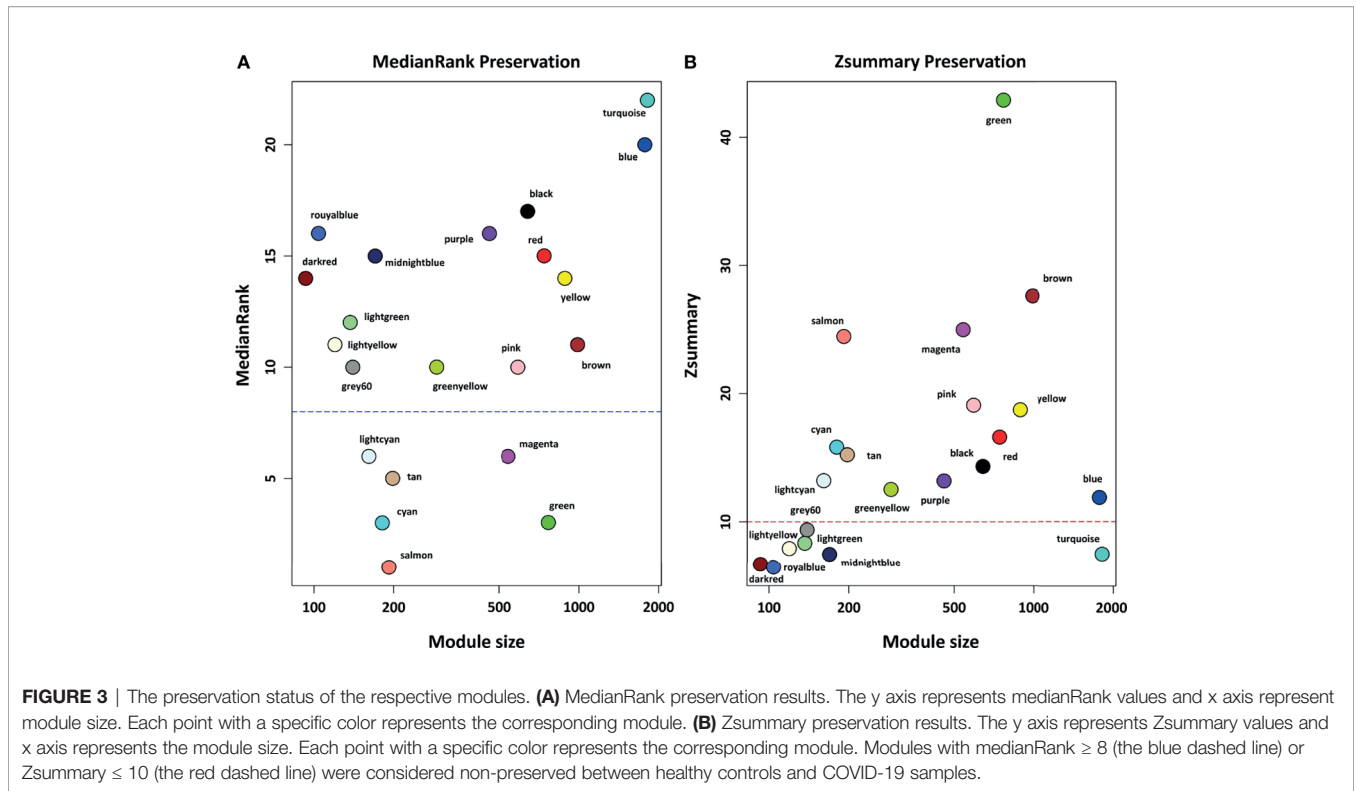 A
MedianRank Preservation
MedianRank
20
15
10
5
turquoise
blue
black
rouyalblue
purple
red
darkred
midnightblue
yellow
lightgreen
lightyellow
pink
brown
grey60
greenyellow
lightcyan
magenta
tan
cyan
green
salmon
100
200
500
1000
2000
Module size
B
Zsummary Preservation
Zsummary
40
30
20
10
green
brown
salmon
magenta
pink
yellow
cyan
tan
black
red
lightcyan
greenyellow
purple
blue
grey60
lightyellow
lightgreen
turquoise
royalblue
midnightblue
darkred
100
200
500
1000
2000
Module size
FIGURE 3 | The preservation status of the respective modules. (A) MedianRank preservation results. The y axis represents medianRank values and x axis represent
module size. Each point with a specific color represents the corresponding module. (B) Zsummary preservation results. The y axis represents Zsummary values and
x axis represents the module size. Each point with a specific color represents the corresponding module. Modules with medianRank ≥ 8 (the blue dashed line) or
Zsummary ≤ 10 (the red dashed line) were considered non-preserved between healthy controls and COVID-19 samples.